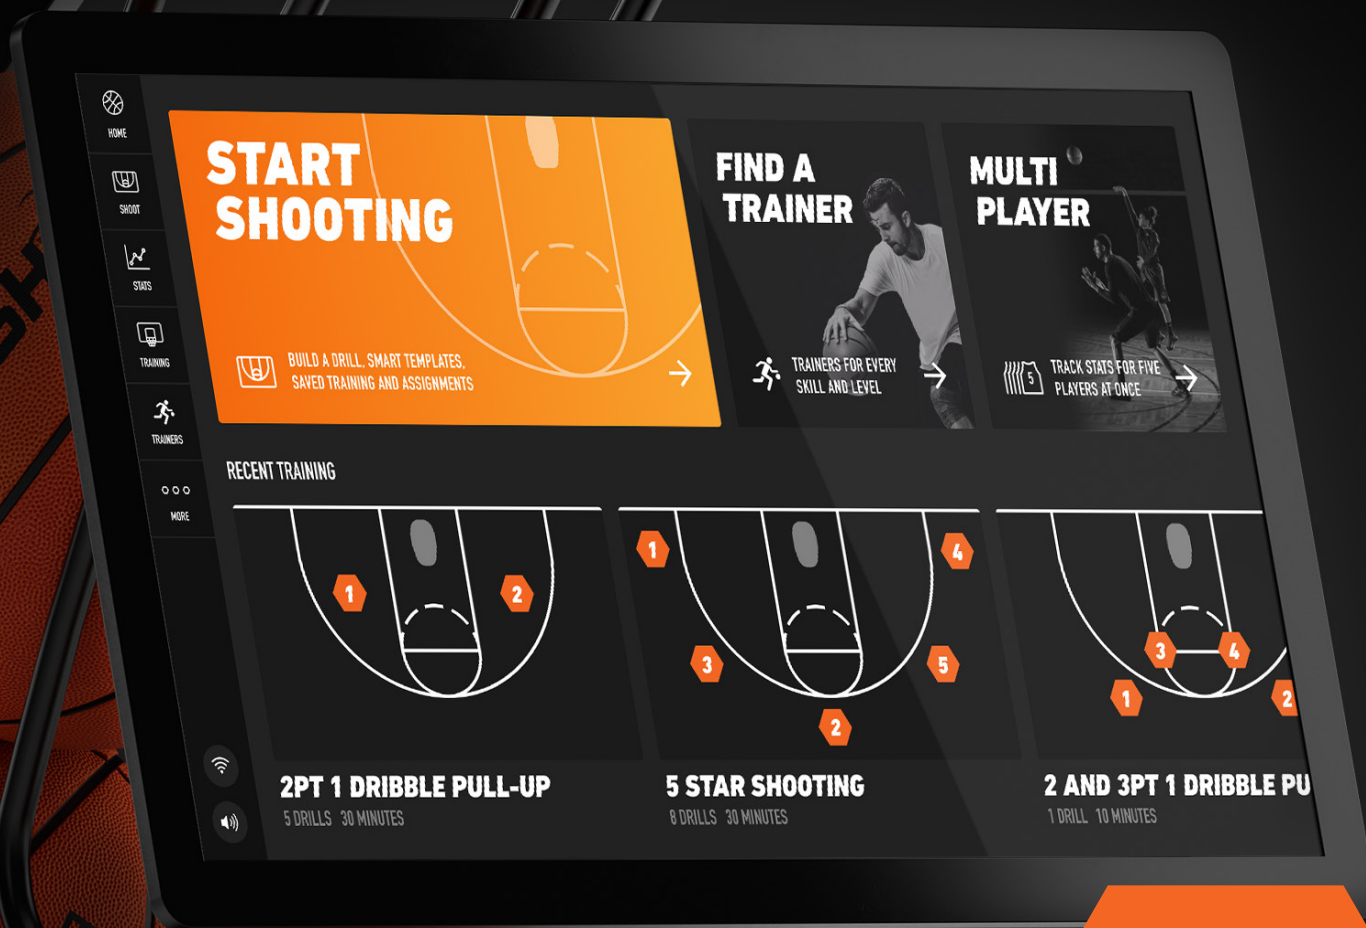 HOME
SHOOT
STATS
TRAINING
TRAINERS
MORE
START
SHOOTING
BUILD A DRILL, SMART TEMPLATES,
SAVED TRAINING AND ASSIGNMENTS
FIND A
TRAINER
TRAINERS FOR EVERY
SKILL AND LEVEL
MULTI
PLAYER
5
TRACK STATS FOR FIVE
PLAYERS AT ONCE
RECENT TRAINING
1
2
2PT 1 DRIBBLE PULL-UP
5 DRILLS 30 MINUTES
1
4
3
5
2
5 STAR SHOOTING
8 DRILLS 30 MINUTES
3
4
1
2
2 AND 3PT 1 DRIBBLE PU
1 DRILL 10 MINUTES